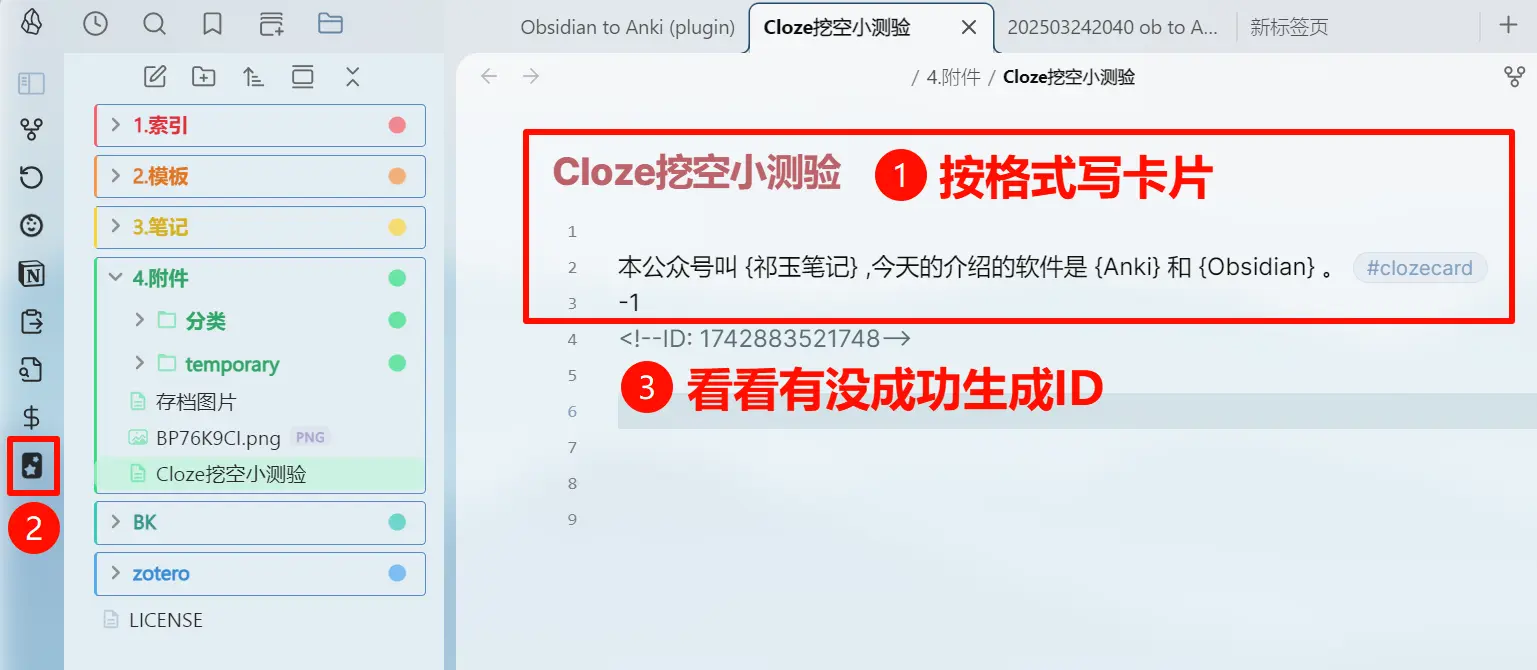 Obsidian to Anki (plugin)
Cloze挖空小测验
202503242040 ob to A...
新标签页
/ 4.附件 / Cloze挖空小测验
1.索引
2.模板
3.笔记
4.附件
分类
temporary
存档图片
BP76K9CI.png PNG
Cloze挖空小测验
BK
zotero
LICENSE
2
Cloze挖空小测验
1 按格式写卡片
1
2 本公众号叫 {祁玉笔记} ,今天的介绍的软件是 {Anki} 和 {Obsidian} 。 #clozecard
3 -1
4 <!--ID: 1742883521748-->
5
3 看看有没成功生成ID
6
7
8
9